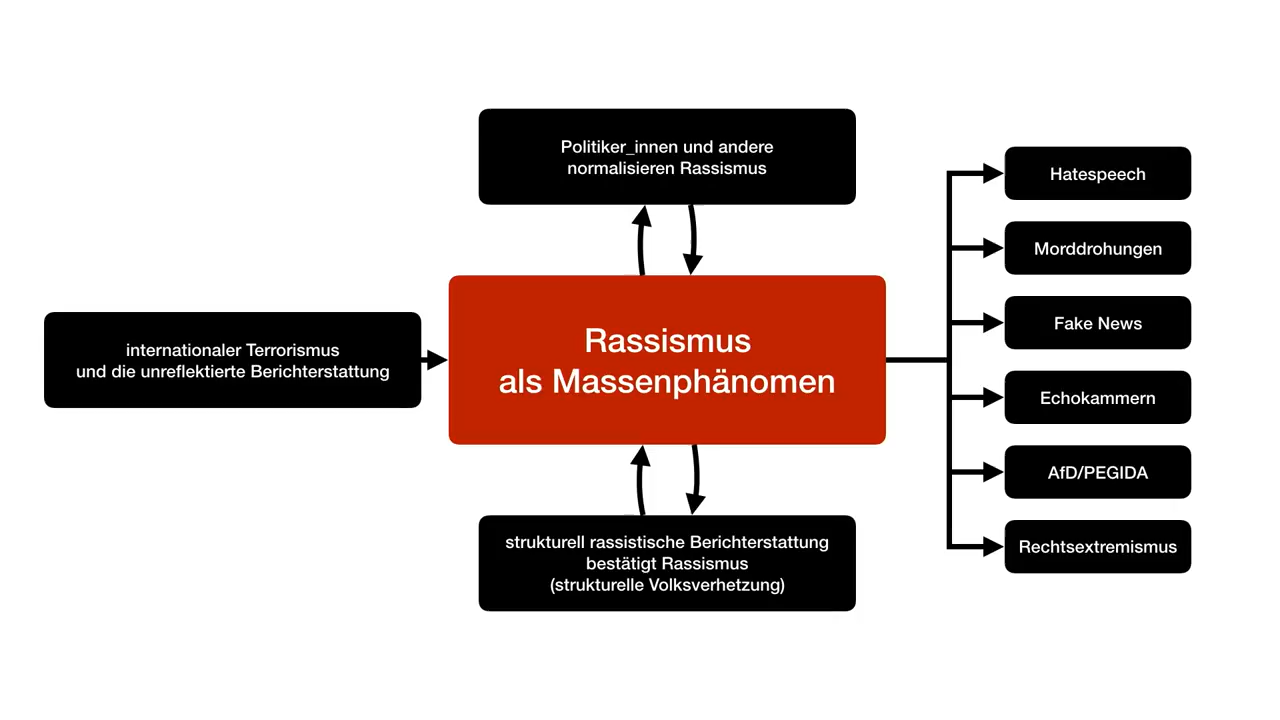 Politiker_innen und andere
normalisieren Rassismus
internationaler Terrorismus
und die unreflektierte Berichterstattung
Rassismus
als Massenphänomen
strukturell rassistische Berichterstattung
bestätigt Rassismus
(strukturelle Volksverhetzung)
Hatespeech
Morddrohungen
Fake News
Echokammern
AfD/PEGIDA
Rechtsextremismus